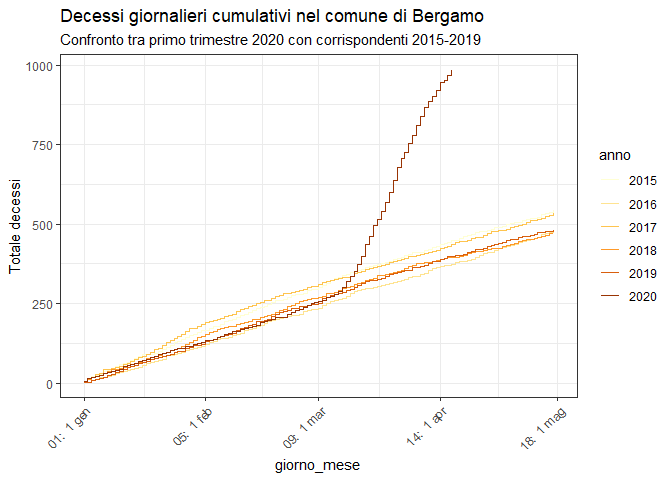 Decessi giornalieri cumulativi nel comune di Bergamo
Confronto tra primo trimestre 2020 con corrispondenti 2015-2019
1000
750
500
250
0
Totale decessi
01: 1 gen
05: 1 feb
09: 1 mar
14: 1 apr
18: 1 mag
giorno_mese
anno
2015
2016
2017
2018
2019
2020